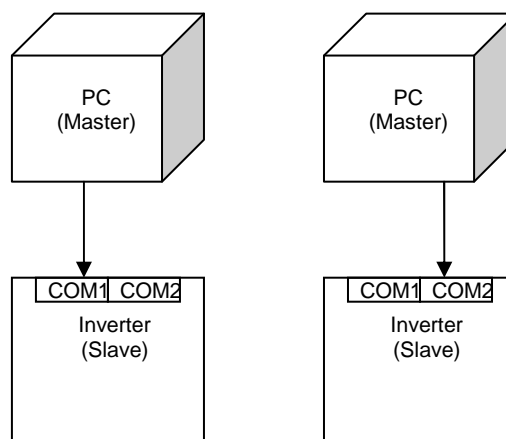 PC
(Master)
PC
(Master)
COM1 COM2
Inverter
(Slave)
COM1 COM2
Inverter
(Slave)